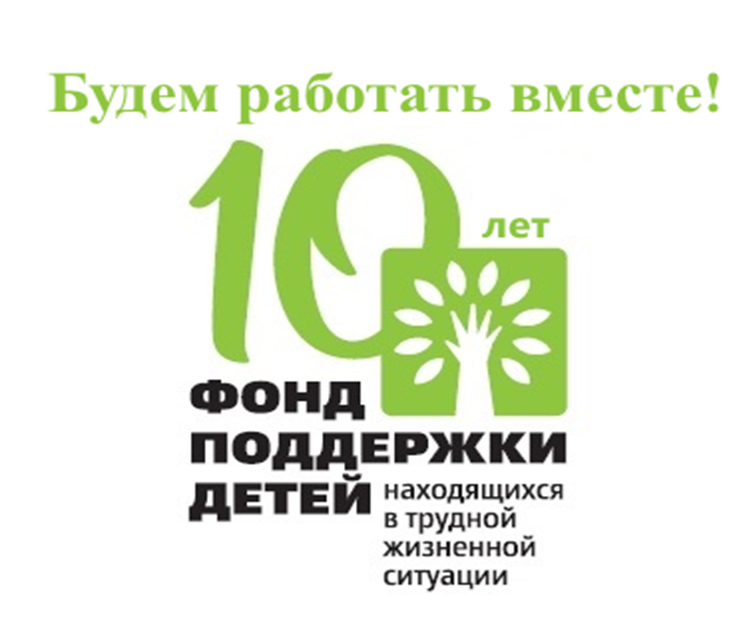 Будем работать вместе!
10 лет
ФОНД
ПОДДЕРЖКИ
ДЕТЕЙ
находящихся
в трудной
жизненной
ситуации